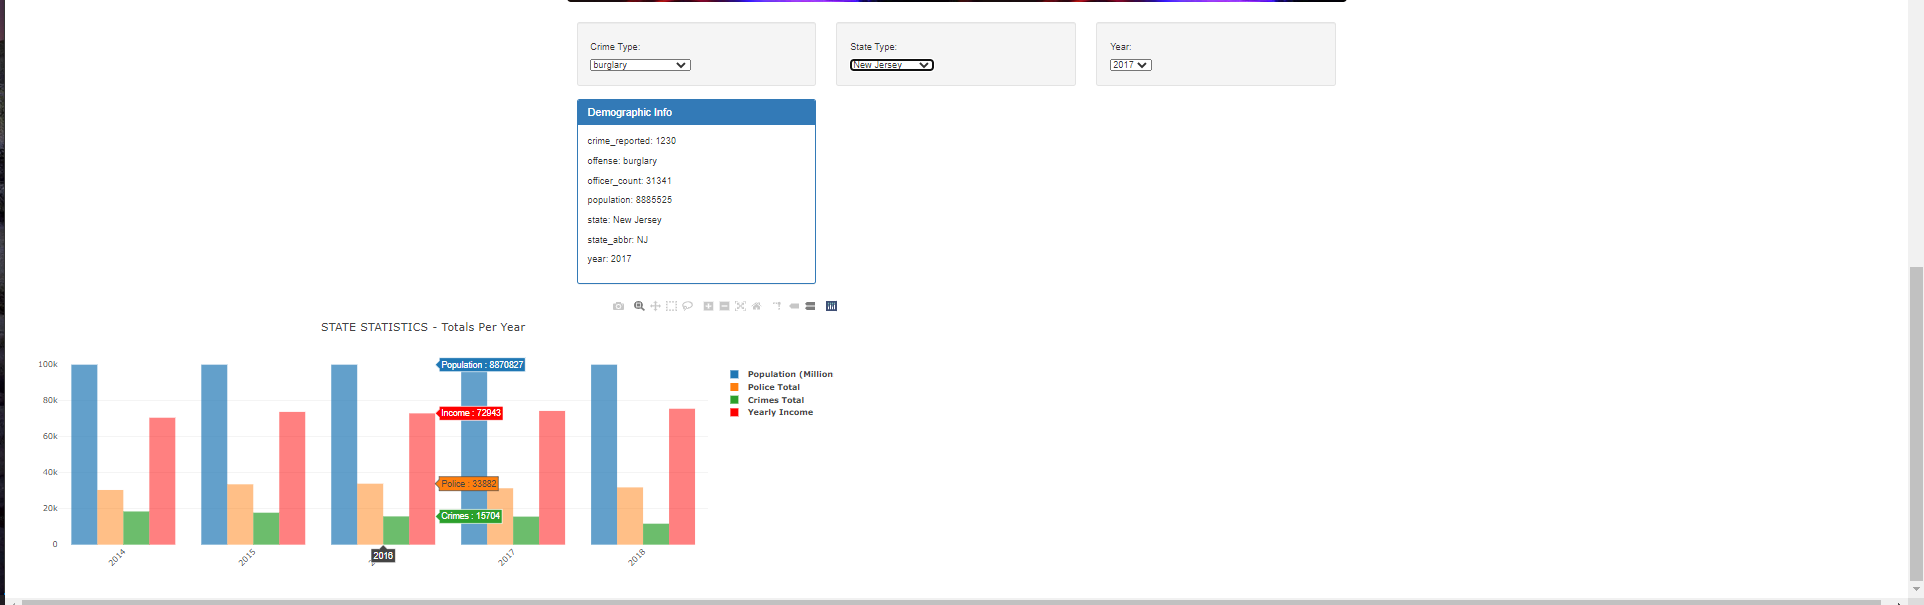 Crime Type:
burglary
State Type:
New Jersey
Year:
2017
Demographic Info
crime_reported: 1230
offense: burglary
officer_count: 31341
population: 8885525
state: New Jersey
state_abbr: NJ
year: 2017
STATE STATISTICS - Totals Per Year
100k
80k
60k
40k
20k
0
Population : 8870827
Income : 72943
Police : 33882
Crimes : 15704
2014
2015
2016
2017
2018
Population (Million
Police Total
Crimes Total
Yearly Income